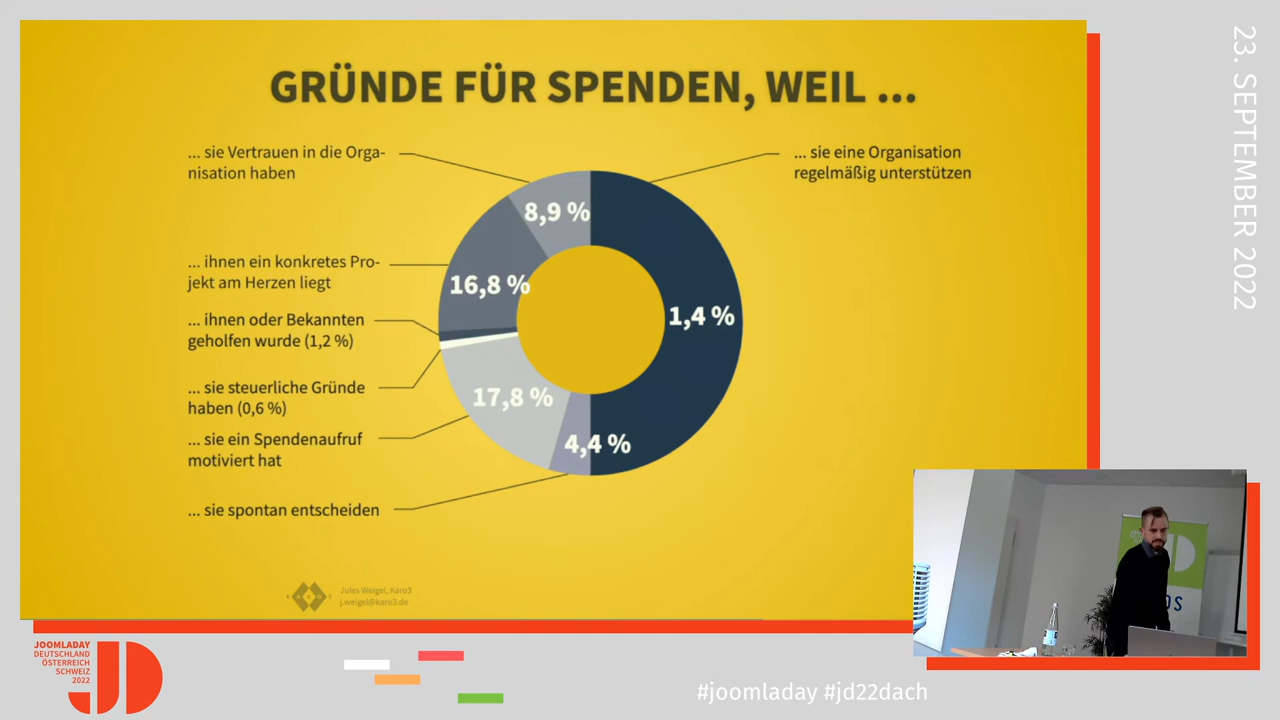 GRÜNDE FÜR SPENDEN, WEIL ...
... sie Vertrauen in die Orga-
nisation haben
... sie eine Organisation
regelmäßig unterstützen
8,9 %
... ihnen ein konkretes Pro-
jekt am Herzen liegt
16,8 %
1,4 %
... ihnen oder Bekannten
geholfen wurde (1,2 %)
... sie steuerliche Gründe
haben (0,6 %)
17,8 %
... sie ein Spendenaufruf
motiviert hat
4,4 %
... sie spontan entscheiden
Jules Weigel, Karo3
j.weigel@karo3.de
23. SEPTEMBER 2022
JOOMLADAY
DEUTSCHLAND
ÖSTERREICH
SCHWEIZ
2022
JD
#joomladay #jd22dach